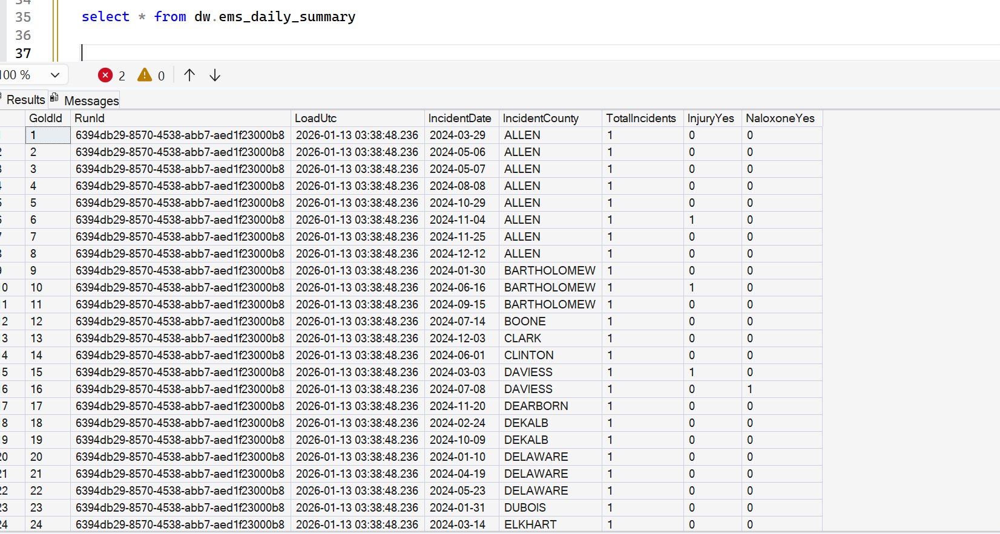 34
35 select * from dw.ems_daily_summary
36
37
100 % 2 0
Results Messages
GoldId RunId LoadUtc IncidentDate IncidentCounty TotalIncidents InjuryYes NaloxoneYes
1 6394db29-8570-4538-abb7-aed1f23000b8 2026-01-13 03:38:48.236 2024-03-29 ALLEN 1 0 0
2 2 6394db29-8570-4538-abb7-aed1f23000b8 2026-01-13 03:38:48.236 2024-05-06 ALLEN 1 0 0
3 3 6394db29-8570-4538-abb7-aed1f23000b8 2026-01-13 03:38:48.236 2024-05-07 ALLEN 1 0 0
4 4 6394db29-8570-4538-abb7-aed1f23000b8 2026-01-13 03:38:48.236 2024-08-08 ALLEN 1 0 0
5 5 6394db29-8570-4538-abb7-aed1f23000b8 2026-01-13 03:38:48.236 2024-10-29 ALLEN 1 0 0
6 6 6394db29-8570-4538-abb7-aed1f23000b8 2026-01-13 03:38:48.236 2024-11-04 ALLEN 1 1 0
7 7 6394db29-8570-4538-abb7-aed1f23000b8 2026-01-13 03:38:48.236 2024-11-25 ALLEN 1 0 0
8 8 6394db29-8570-4538-abb7-aed1f23000b8 2026-01-13 03:38:48.236 2024-12-12 ALLEN 1 0 0
9 9 6394db29-8570-4538-abb7-aed1f23000b8 2026-01-13 03:38:48.236 2024-01-30 BARTHOLOMEW 1 0 0
10 10 6394db29-8570-4538-abb7-aed1f23000b8 2026-01-13 03:38:48.236 2024-06-16 BARTHOLOMEW 1 1 0
11 11 6394db29-8570-4538-abb7-aed1f23000b8 2026-01-13 03:38:48.236 2024-09-15 BARTHOLOMEW 1 0 0
12 12 6394db29-8570-4538-abb7-aed1f23000b8 2026-01-13 03:38:48.236 2024-07-14 BOONE 1 0 0
13 13 6394db29-8570-4538-abb7-aed1f23000b8 2026-01-13 03:38:48.236 2024-12-03 CLARK 1 0 0
14 14 6394db29-8570-4538-abb7-aed1f23000b8 2026-01-13 03:38:48.236 2024-06-01 CLINTON 1 0 0
15 15 6394db29-8570-4538-abb7-aed1f23000b8 2026-01-13 03:38:48.236 2024-03-03 DAVIESS 1 1 0
16 16 6394db29-8570-4538-abb7-aed1f23000b8 2026-01-13 03:38:48.236 2024-07-08 DAVIESS 1 0 1
17 17 6394db29-8570-4538-abb7-aed1f23000b8 2026-01-13 03:38:48.236 2024-11-20 DEARBORN 1 0 0
18 18 6394db29-8570-4538-abb7-aed1f23000b8 2026-01-13 03:38:48.236 2024-02-24 DEKALB 1 0 0
19 19 6394db29-8570-4538-abb7-aed1f23000b8 2026-01-13 03:38:48.236 2024-10-09 DEKALB 1 0 0
20 20 6394db29-8570-4538-abb7-aed1f23000b8 2026-01-13 03:38:48.236 2024-01-10 DELAWARE 1 0 0
21 21 6394db29-8570-4538-abb7-aed1f23000b8 2026-01-13 03:38:48.236 2024-04-19 DELAWARE 1 0 0
22 22 6394db29-8570-4538-abb7-aed1f23000b8 2026-01-13 03:38:48.236 2024-05-23 DELAWARE 1 0 0
23 23 6394db29-8570-4538-abb7-aed1f23000b8 2026-01-13 03:38:48.236 2024-01-31 DUBOIS 1 0 0
24 24 6394db29-8570-4538-abb7-aed1f23000b8 2026-01-13 03:38:48.236 2024-03-14 ELKHART 1 0 0